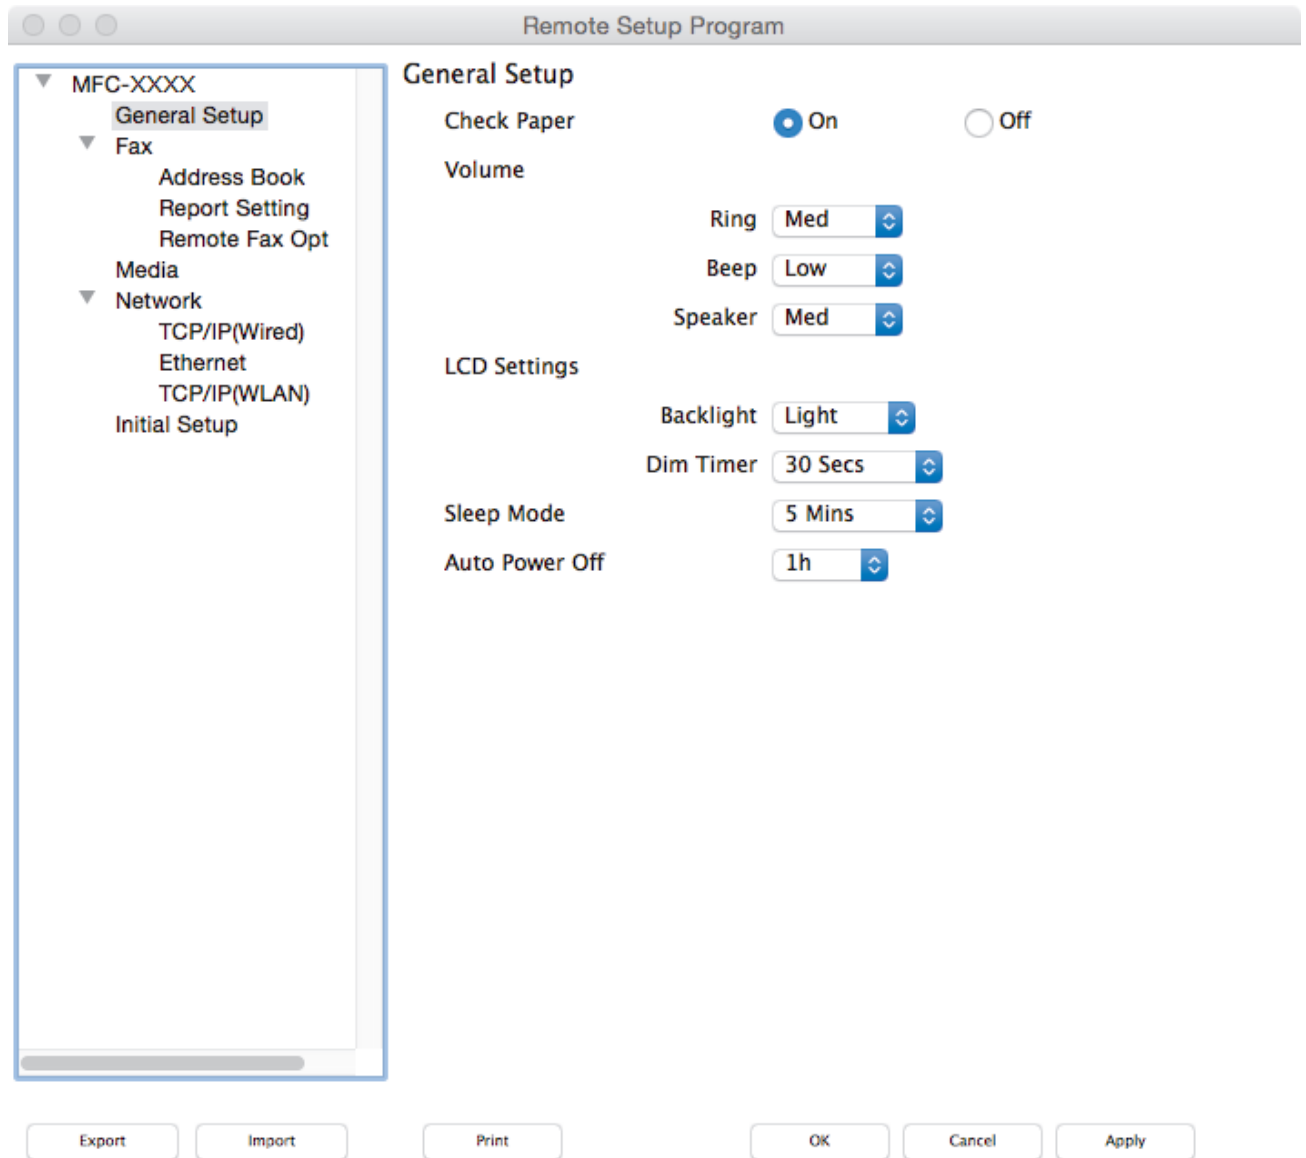 Remote Setup Program
MFC-XXXX
General Setup
Fax
Address Book
Report Setting
Remote Fax Opt
Media
Network
TCP/IP(Wired)
Ethernet
TCP/IP(WLAN)
Initial Setup
General Setup
Check Paper On Off
Volume
Ring Med
Beep Low
Speaker Med
LCD Settings
Backlight Light
Dim Timer 30 Secs
Sleep Mode 5 Mins
Auto Power Off 1h
Export Import Print OK Cancel Apply